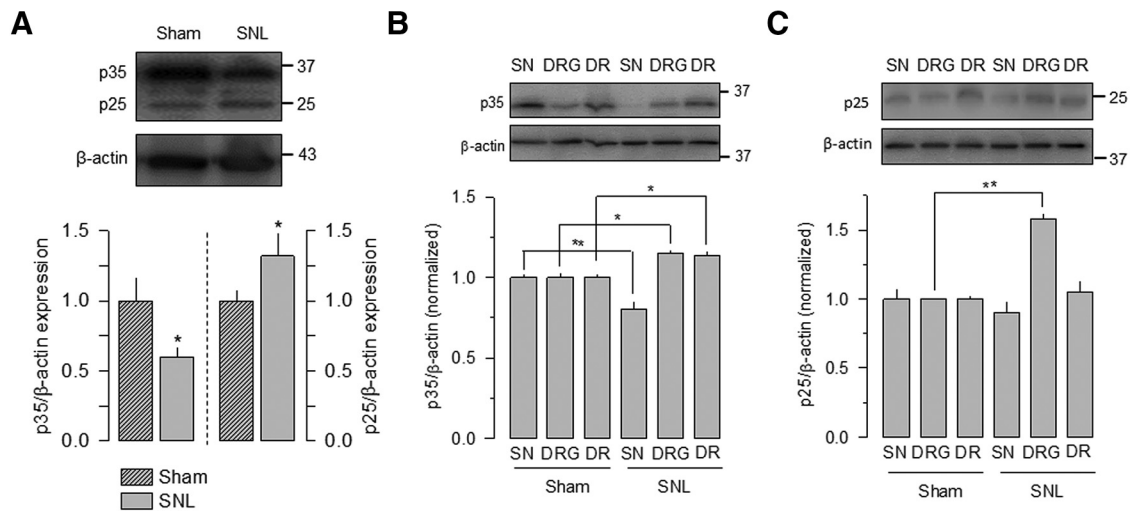 A
Sham SNL
p35
p25
37
25
β-actin
43
p35/β-actin expression
1.5
1.0
0.5
0.0
*
*
1.5
1.0
0.5
0.0
p25/β-actin expression
Sham
SNL
B
SN DRG DR SN DRG DR
p35
37
β-actin
37
p35/β-actin (normalized)
1.5
1.0
0.5
0.0
*
*
**
SN DRG DR SN DRG DR
Sham SNL
C
SN DRG DR SN DRG DR
p25
25
β-actin
37
p25/β-actin (normalized)
1.5
1.0
0.5
0.0
**
SN DRG DR SN DRG DR
Sham SNL